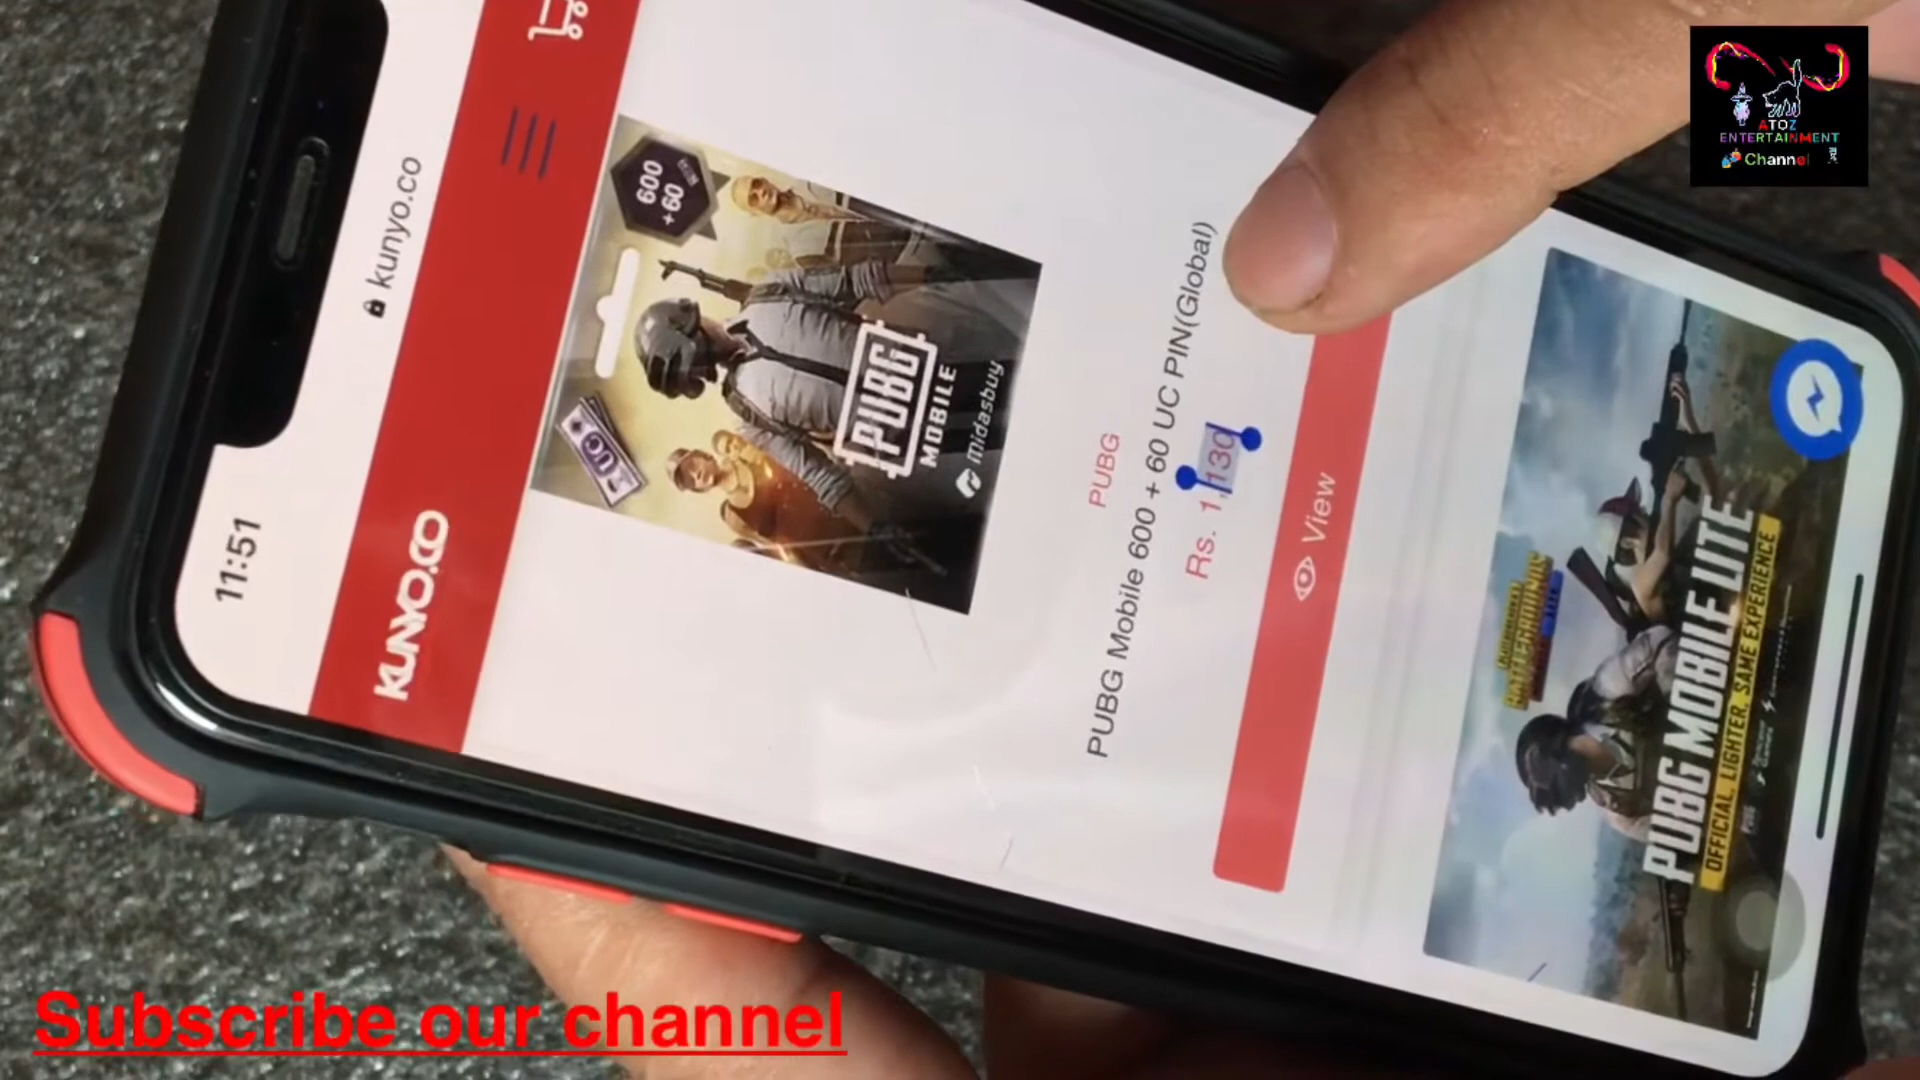 11:51
kunyo.co
KUNYO.CO
600
+60
UC
PUBG
MOBILE
Midasbuy
PUBG
PUBG Mobile 600 + 60 UC PIN(Global)
Rs. 1,130
View
BATTLEGROUNDS
PUBG MOBILE LITE
OFFICIAL. LIGHTER. SAME EXPERIENCE
ATOZ
ENTERTAINMENT
Channel
Subscribe our channel